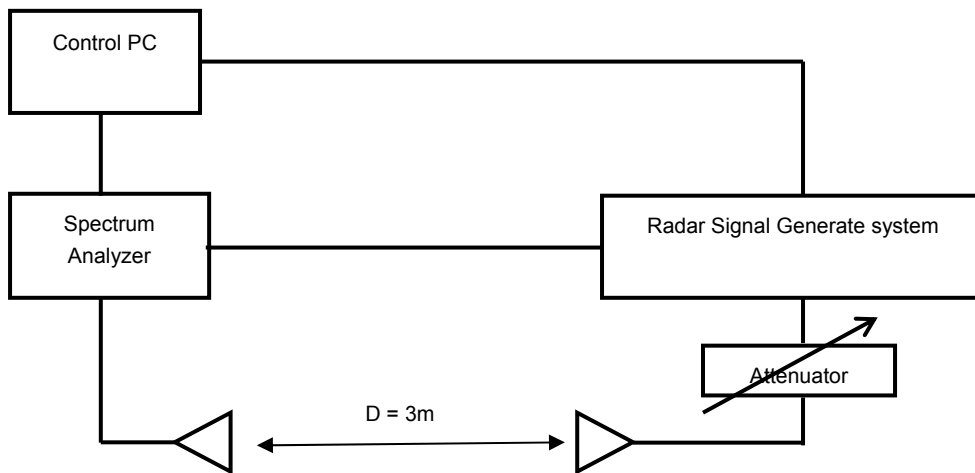 Control PC
Spectrum
Analyzer
Radar Signal Generate system
Attenuator
D = 3m